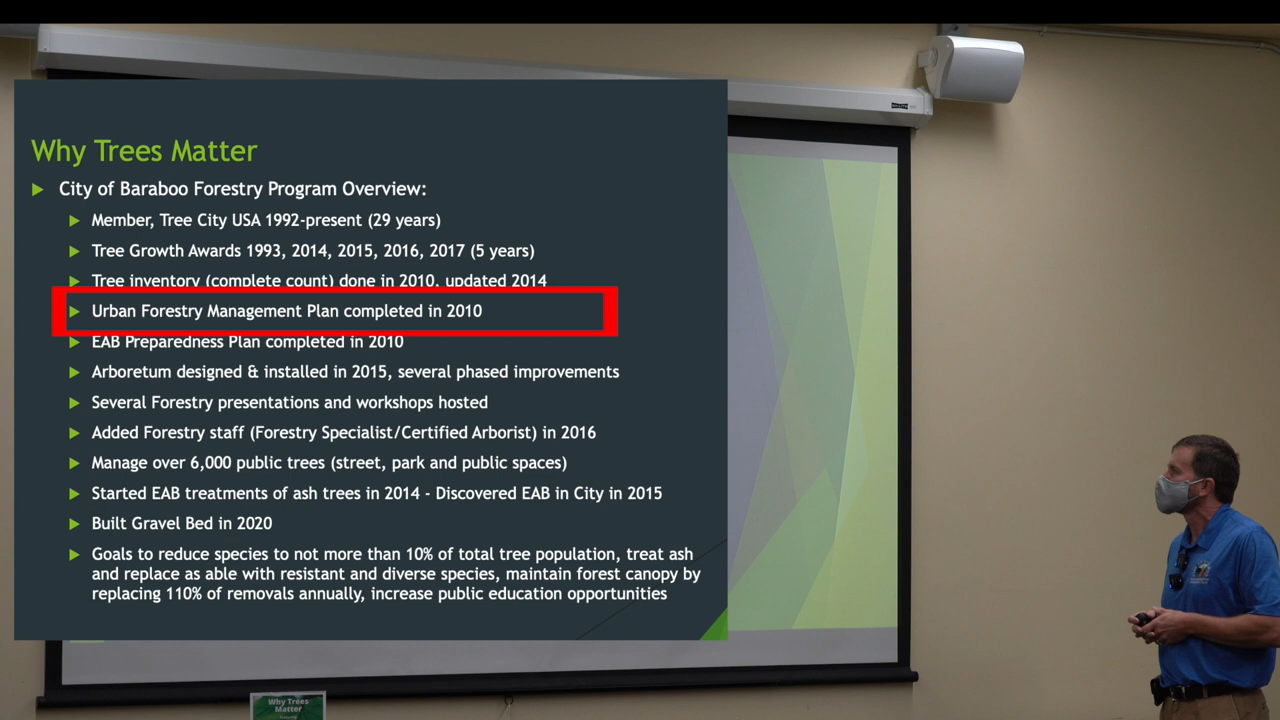 Why Trees Matter
City of Baraboo Forestry Program Overview:
Member, Tree City USA 1992-present (29 years)
Tree Growth Awards 1993, 2014, 2015, 2016, 2017 (5 years)
Tree inventory (complete count) done in 2010, updated 2014
Urban Forestry Management Plan completed in 2010
EAB Preparedness Plan completed in 2010
Arboretum designed & installed in 2015, several phased improvements
Several Forestry presentations and workshops hosted
Added Forestry staff (Forestry Specialist/Certified Arborist) in 2016
Manage over 6,000 public trees (street, park and public spaces)
Started EAB treatments of ash trees in 2014 - Discovered EAB in City in 2015
Built Gravel Bed in 2020
Goals to reduce species to not more than 10% of total tree population, treat ash
and replace as able with resistant and diverse species, maintain forest canopy by
replacing 110% of removals annually, increase public education opportunities
Why Trees
Matter